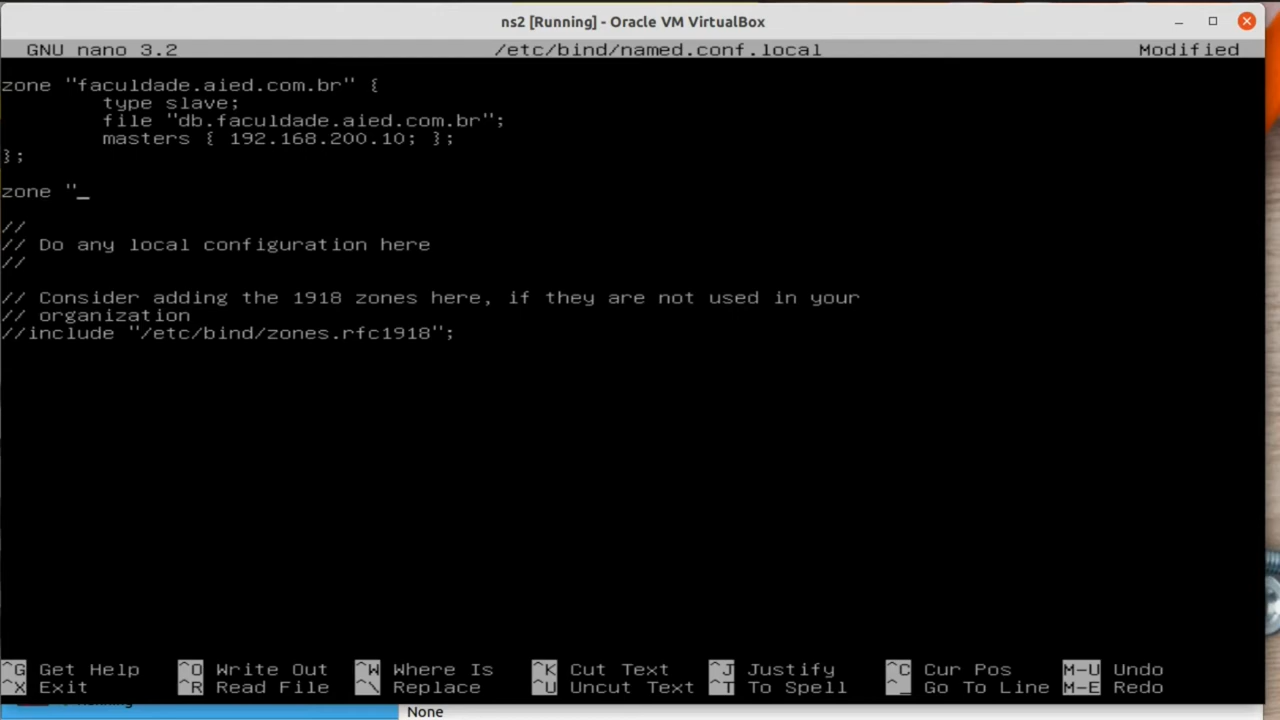 ns2 [Running] - Oracle VM VirtualBox
GNU nano 3.2 /etc/bind/named.conf.local Modified
zone "faculdade.aied.com.br" {
type slave;
file "db.faculdade.aied.com.br";
masters { 192.168.200.10; };
};
zone "_
//
// Do any local configuration here
//
// Consider adding the 1918 zones here, if they are not used in your
// organization
//include "/etc/bind/zones.rfc1918";
^G Get Help ^O Write Out ^W Where Is ^K Cut Text ^J Justify ^C Cur Pos M-U Undo
^X Exit ^R Read File ^\ Replace ^U Uncut Text ^T To Spell ^_ Go To Line M-E Redo
Running
None